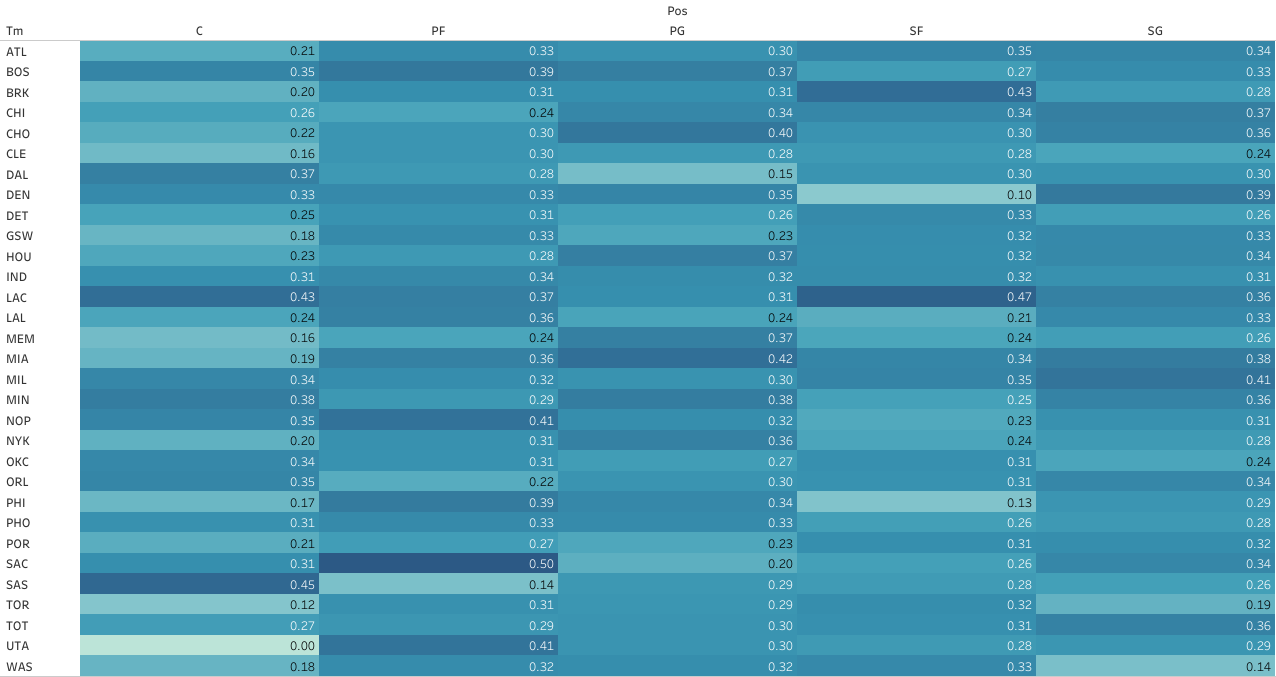 Pos
Tm C PF PG SF SG
ATL 0.21 0.33 0.30 0.35 0.34
BOS 0.35 0.39 0.37 0.27 0.33
BRK 0.20 0.31 0.31 0.43 0.28
CHI 0.26 0.24 0.34 0.34 0.37
CHO 0.22 0.30 0.40 0.30 0.36
CLE 0.16 0.30 0.28 0.28 0.24
DAL 0.37 0.28 0.15 0.30 0.30
DEN 0.33 0.33 0.35 0.10 0.39
DET 0.25 0.31 0.26 0.33 0.26
GSW 0.18 0.33 0.23 0.32 0.33
HOU 0.23 0.28 0.37 0.32 0.34
IND 0.31 0.34 0.32 0.32 0.31
LAC 0.43 0.37 0.31 0.47 0.36
LAL 0.24 0.36 0.24 0.21 0.33
MEM 0.16 0.24 0.37 0.24 0.26
MIA 0.19 0.36 0.42 0.34 0.38
MIL 0.34 0.32 0.30 0.35 0.41
MIN 0.38 0.29 0.38 0.25 0.36
NOP 0.35 0.41 0.32 0.23 0.31
NYK 0.20 0.31 0.36 0.24 0.28
OKC 0.34 0.31 0.27 0.31 0.24
ORL 0.35 0.22 0.30 0.31 0.34
PHI 0.17 0.39 0.34 0.13 0.29
PHO 0.31 0.33 0.33 0.26 0.28
POR 0.21 0.27 0.23 0.31 0.32
SAC 0.31 0.50 0.20 0.26 0.34
SAS 0.45 0.14 0.29 0.28 0.26
TOR 0.12 0.31 0.29 0.32 0.19
TOT 0.27 0.29 0.30 0.31 0.36
UTA 0.00 0.41 0.30 0.28 0.29
WAS 0.18 0.32 0.32 0.33 0.14